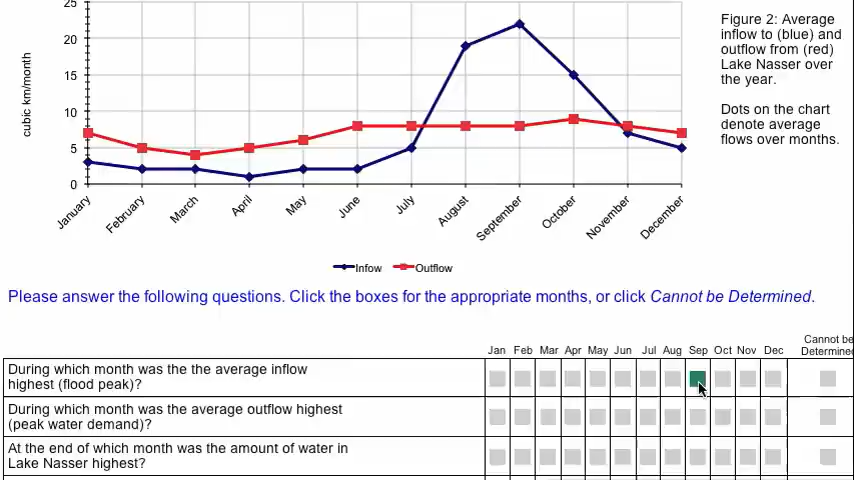 25
20
15
10
5
0
cubic km/month
January
February
March
April
May
June
July
August
September
October
November
December
Infow
Outflow
Figure 2: Average
inflow to (blue) and
outflow from (red)
Lake Nasser over
the year.
Dots on the chart
denote average
flows over months.
Please answer the following questions. Click the boxes for the appropriate months, or click Cannot be Determined.
Jan Feb Mar Apr May Jun Jul Aug Sep Oct Nov Dec
Cannot be
Determine
During which month was the the average inflow
highest (flood peak)?
During which month was the average outflow highest
(peak water demand)?
At the end of which month was the amount of water in
Lake Nasser highest?